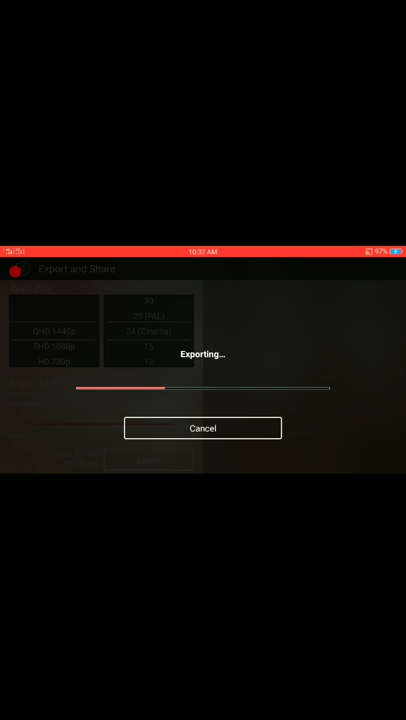 10:32 AM
97%
Export and Share
Resolution
30
25 (PAL)
QHD 1440p
24 (Cinema)
FHD 1080p
15
HD 720p
12
Exporting...
Cancel